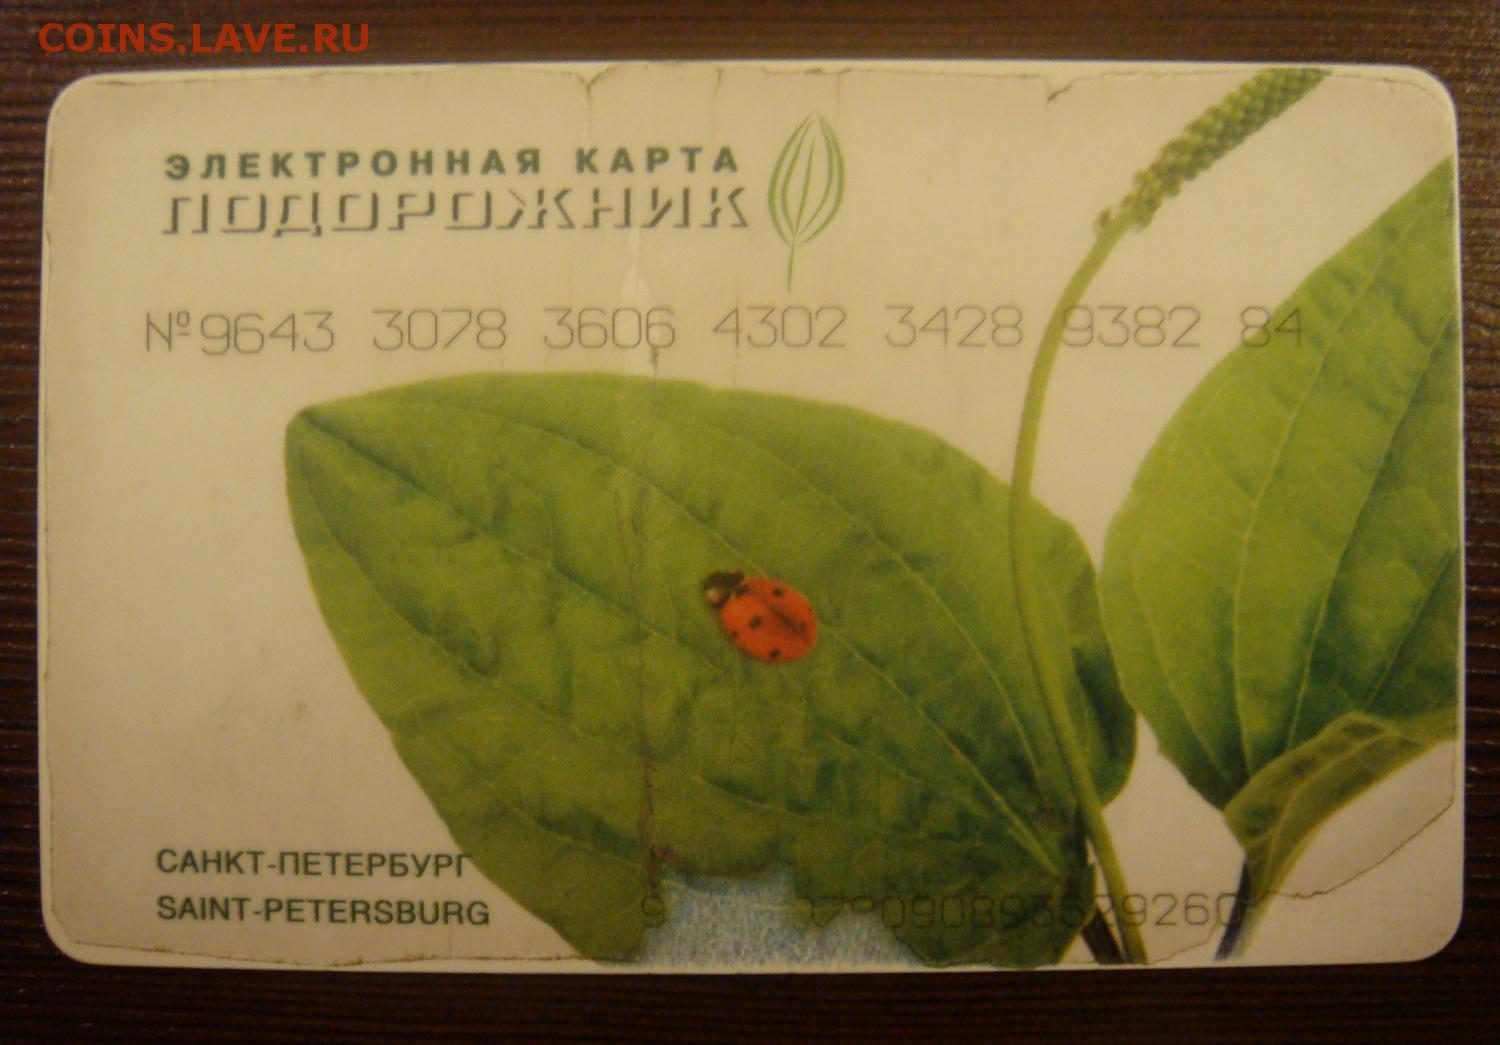 COINS.LAVE.RU
ЭЛЕКТРОННАЯ КАРТА
ПОДОРОЖНИК
№9643 3078 3606 4302 3428 9382 84
САНКТ-ПЕТЕРБУРГ
SAINT-PETERSBURG